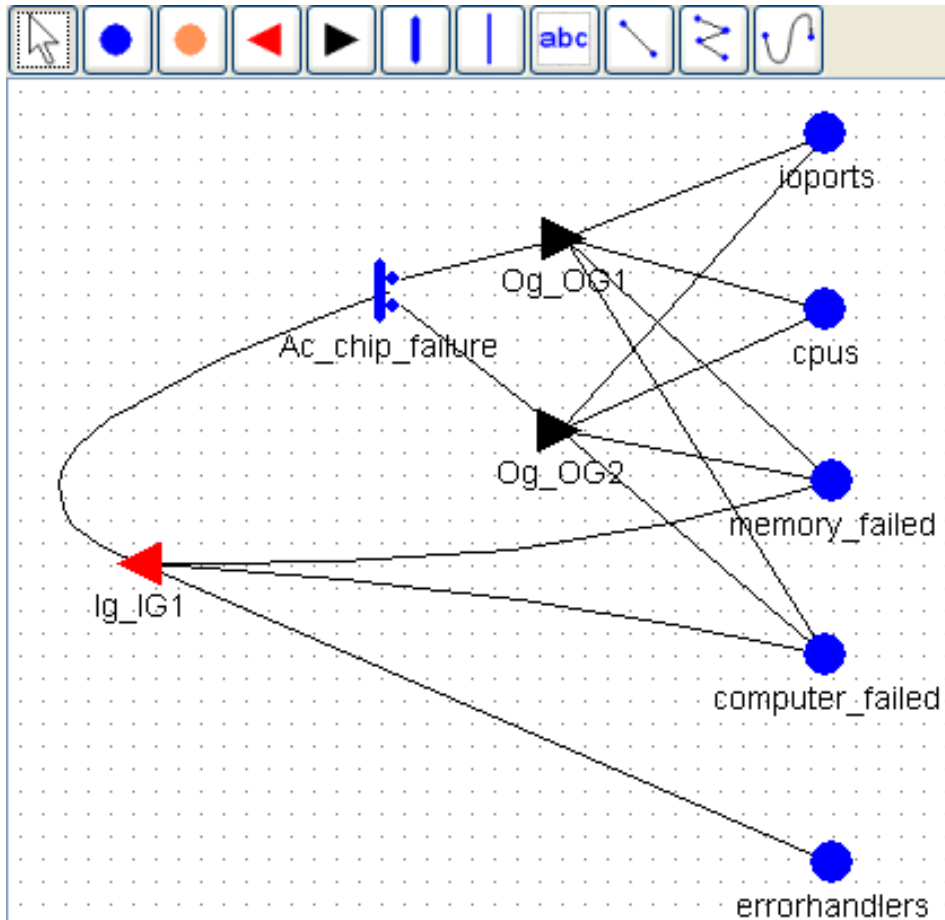 abc
ioports
Og_OG1
Ac_chip_failure
cpus
Og_OG2
memory_failed
Ig_IG1
computer_failed
errorhandlers